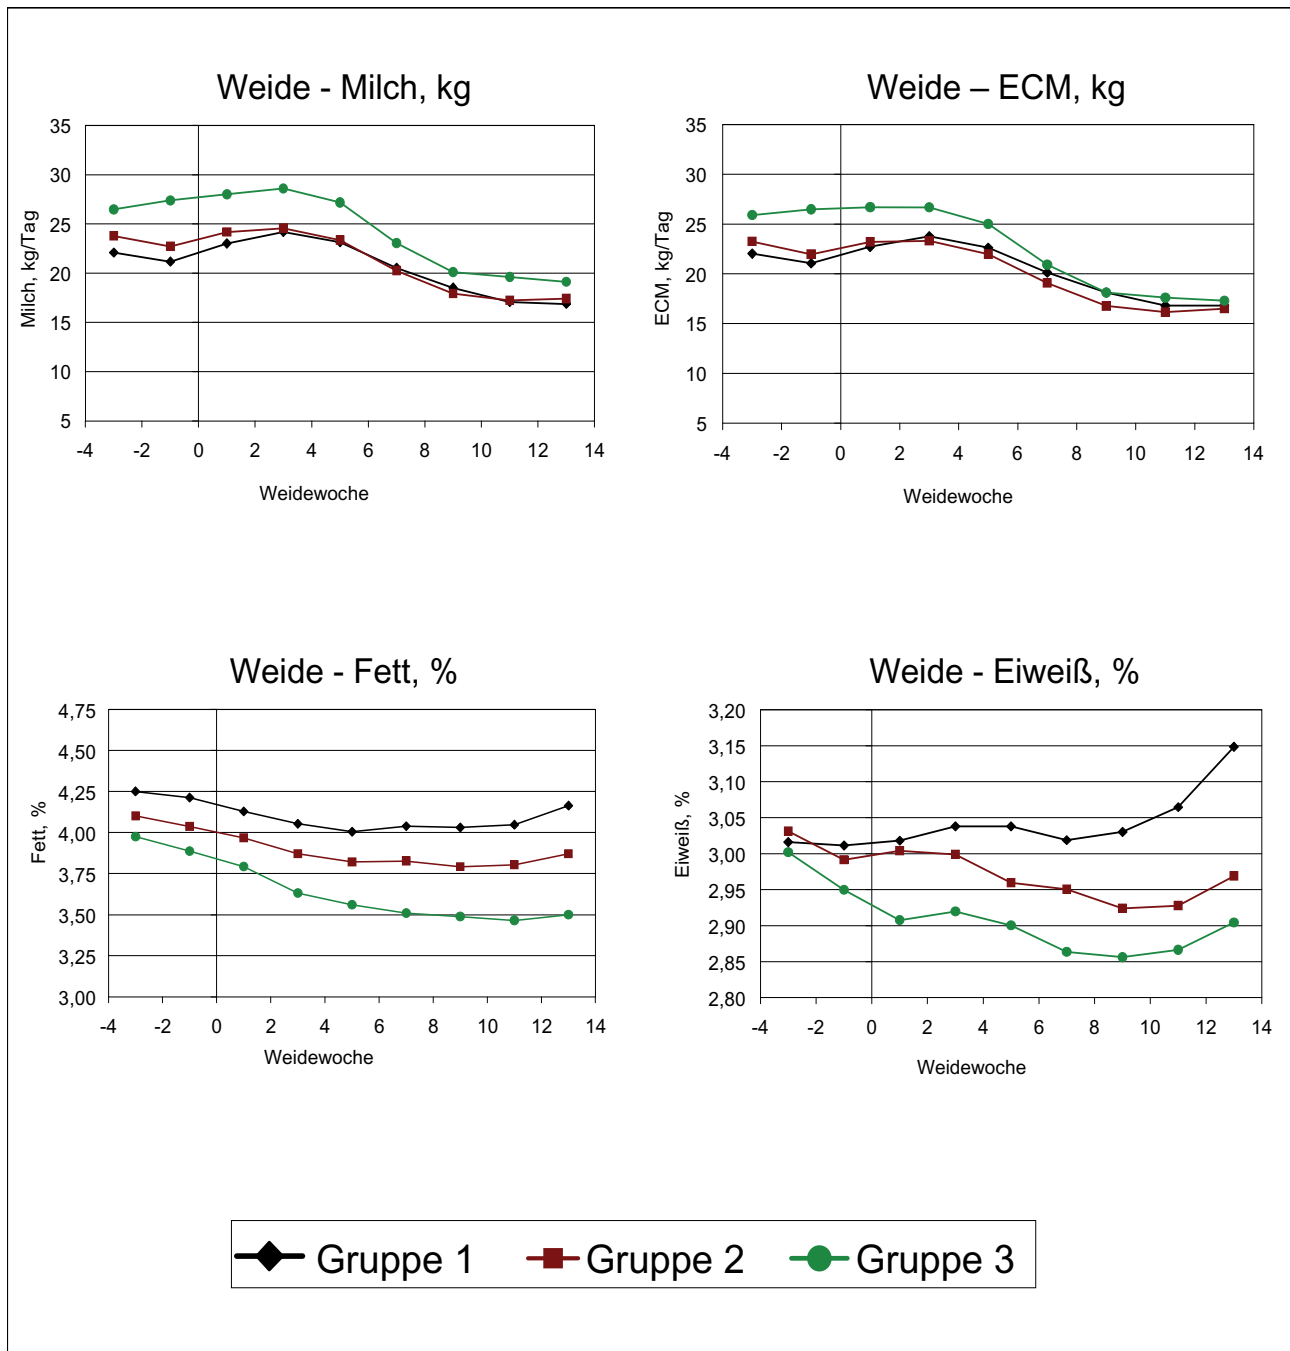 Weide - Milch, kg
35
30
25
20
15
10
5
-4 -2 0 2 4 6 8 10 12 14
Milch, kg/Tag
Weidewoche
Weide – ECM, kg
35
30
25
20
15
10
5
-4 -2 0 2 4 6 8 10 12 14
ECM, kg/Tag
Weidewoche
Weide - Fett, %
4,75
4,50
4,25
4,00
3,75
3,50
3,25
3,00
-4 -2 0 2 4 6 8 10 12 14
Fett, %
Weidewoche
Weide - Eiweiß, %
3,20
3,15
3,10
3,05
3,00
2,95
2,90
2,85
2,80
-4 -2 0 2 4 6 8 10 12 14
Eiweiß, %
Weidewoche
Gruppe 1 Gruppe 2 Gruppe 3